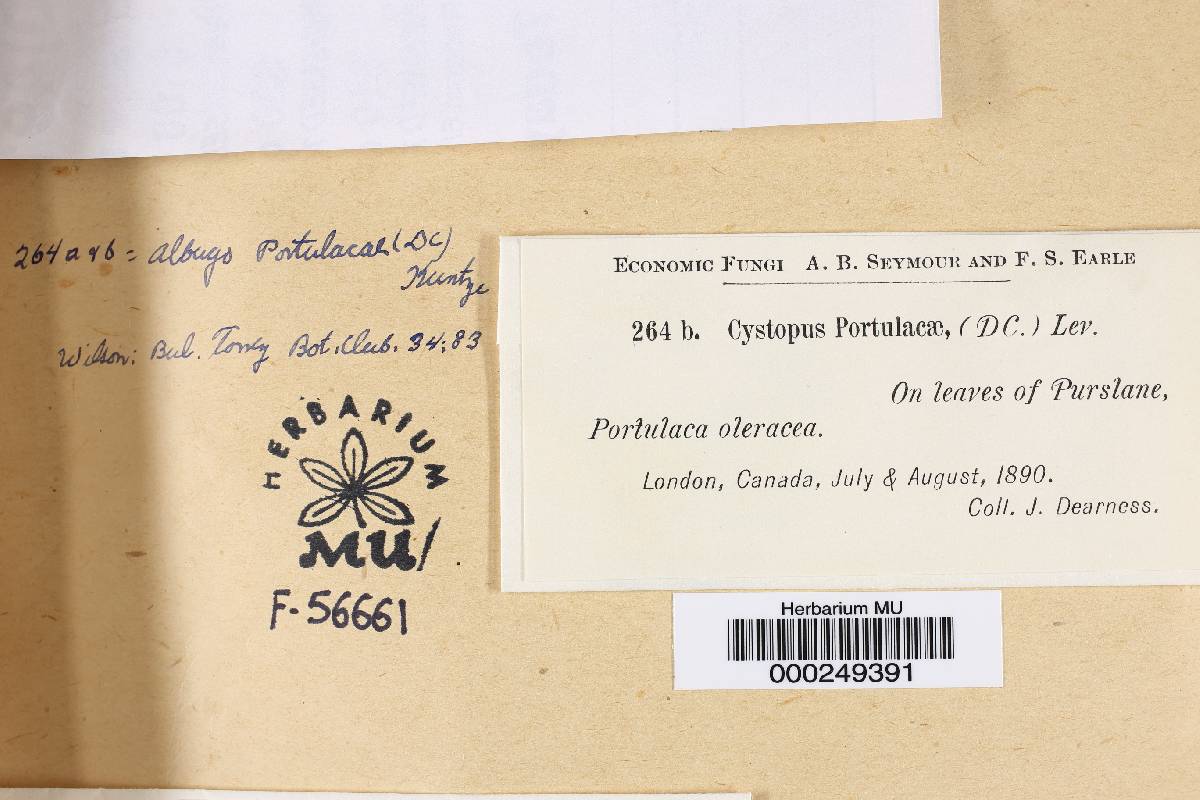 264 a & b = Albugo Portulacae (DC)
Kuntze
Wilson: Bul. Torrey Bot. Club. 34:83
HERBARIUM
MU/
F-56661
ECONOMIC FUNGI A. B. SEYMOUR AND F. S. EARLE
264 b. Cystopus Portulacæ, (DC.) Lev.
On leaves of Purslane,
Portulaca oleracea.
London, Canada, July & August, 1890.
Coll. J. Dearness.
Herbarium MU
000249391